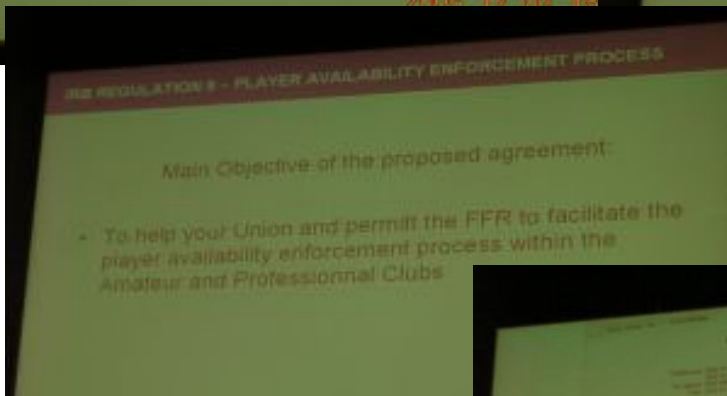 IRB REGULATION 9 - PLAYER AVAILABILITY ENFORCEMENT PROCESS
Main Objective of the proposed agreement:
• To help your Union and permitt the FFR to facilitate the
player availability enforcement process within the
Amateur and Professionnal Clubs